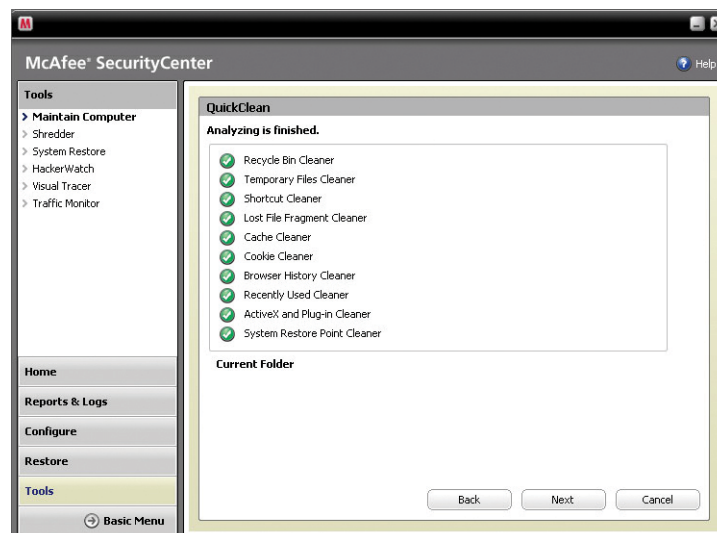 McAfee® SecurityCenter
Help
Tools
Maintain Computer
Shredder
System Restore
HackerWatch
Visual Tracer
Traffic Monitor
Home
Reports & Logs
Configure
Restore
Tools
Basic Menu
QuickClean
Analyzing is finished.
Recycle Bin Cleaner
Temporary Files Cleaner
Shortcut Cleaner
Lost File Fragment Cleaner
Cache Cleaner
Cookie Cleaner
Browser History Cleaner
Recently Used Cleaner
ActiveX and Plug-in Cleaner
System Restore Point Cleaner
Current Folder
Back
Next
Cancel